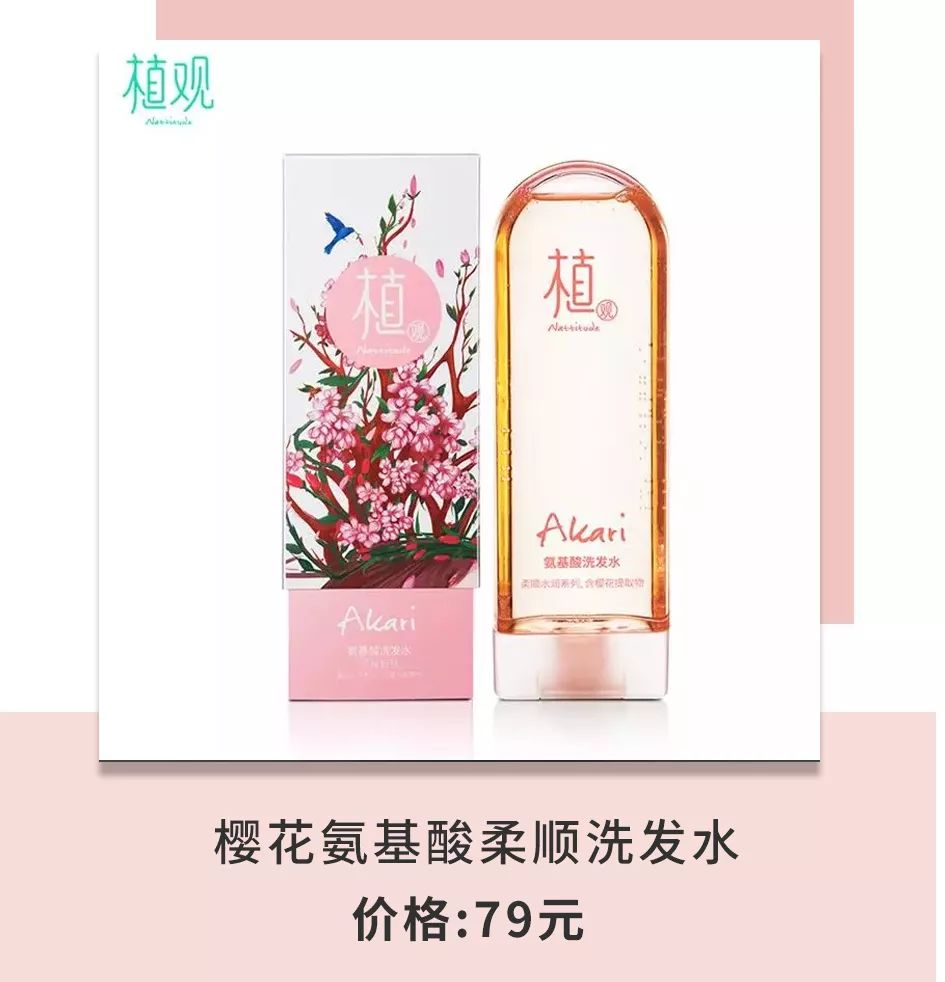 植观
Nattitude
植观
Nattitude
植观
Nattitude
Akari
氨基酸洗发水
柔顺水润系列,含樱花提取物
Akari
氨基酸洗发水
樱花氨基酸柔顺洗发水
价格:79元